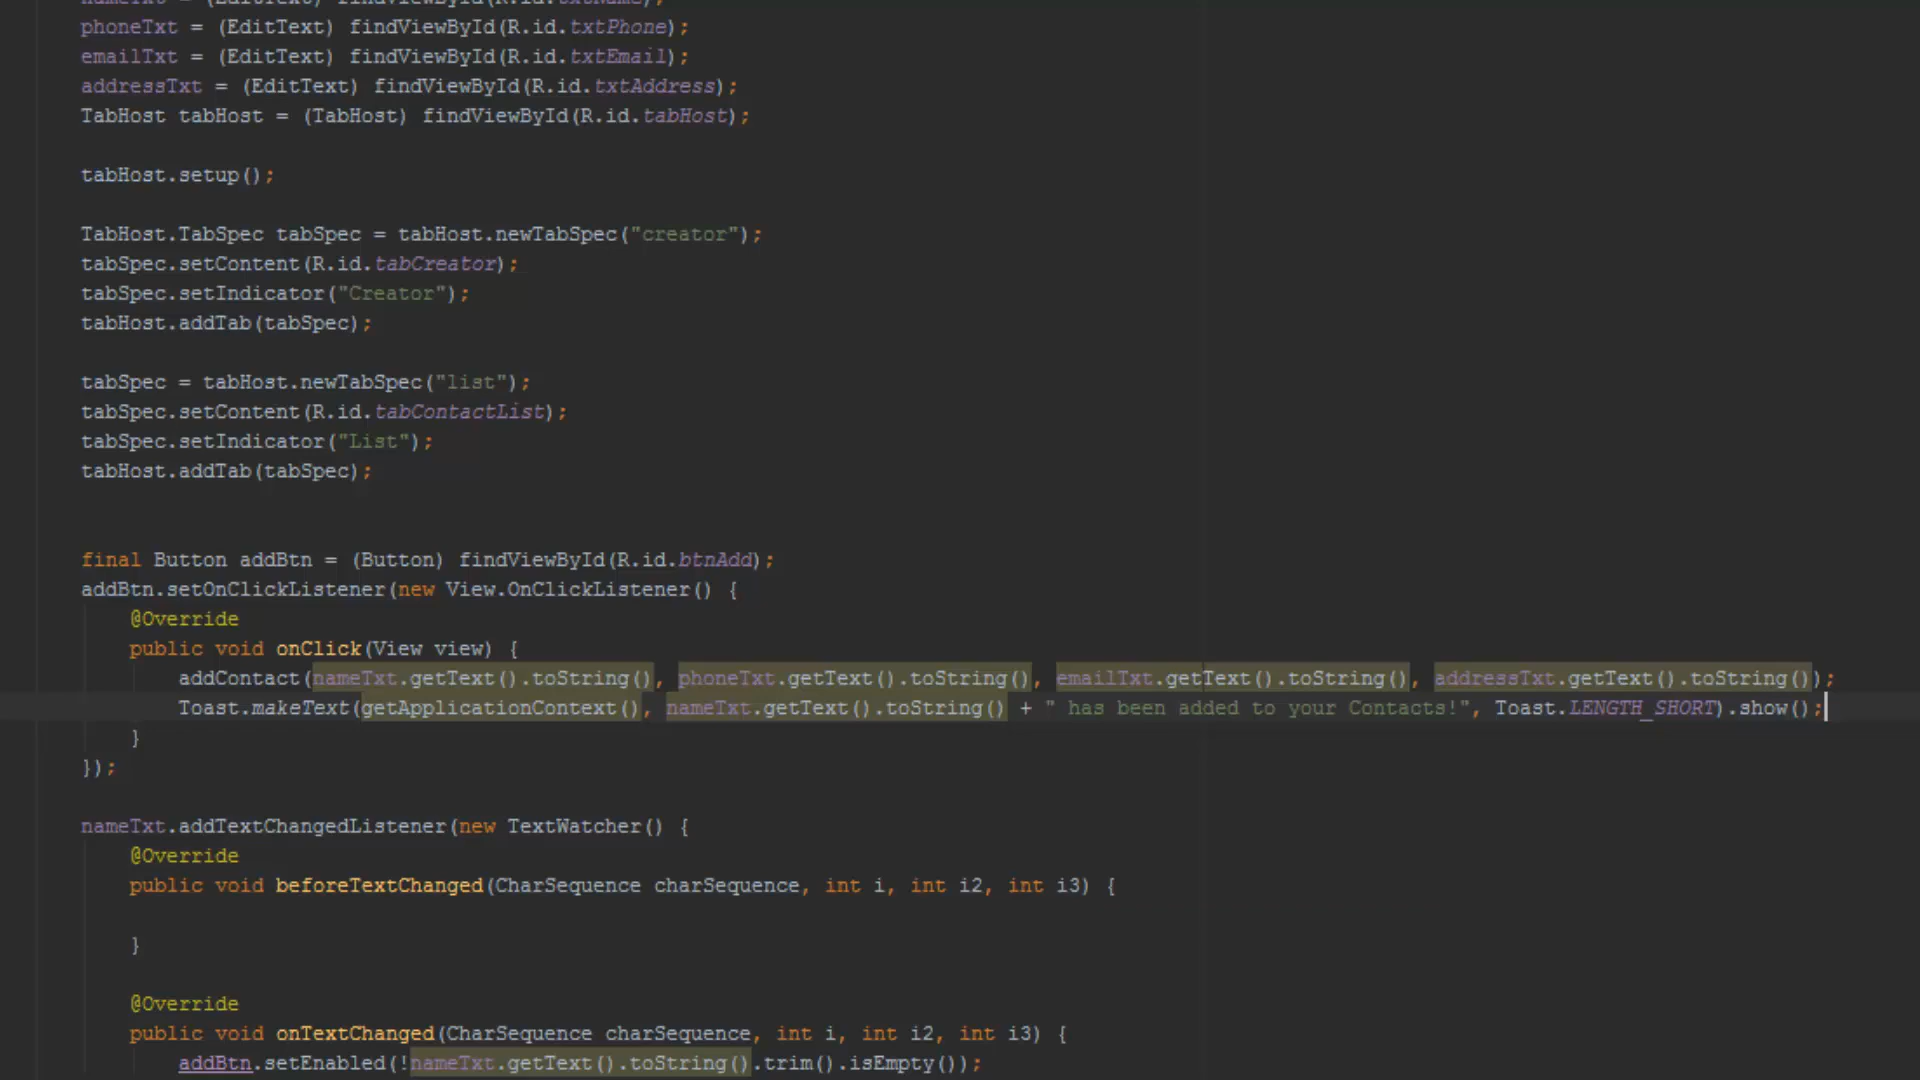 nameTxt = (EditText) findViewById(R.id.txtName);
phoneTxt = (EditText) findViewById(R.id.txtPhone);
emailTxt = (EditText) findViewById(R.id.txtEmail);
addressTxt = (EditText) findViewById(R.id.txtAddress);
TabHost tabHost = (TabHost) findViewById(R.id.tabHost);
tabHost.setup();
TabHost.TabSpec tabSpec = tabHost.newTabSpec("creator");
tabSpec.setContent(R.id.tabCreator);
tabSpec.setIndicator("Creator");
tabHost.addTab(tabSpec);
tabSpec = tabHost.newTabSpec("list");
tabSpec.setContent(R.id.tabContactList);
tabSpec.setIndicator("List");
tabHost.addTab(tabSpec);
final Button addBtn = (Button) findViewById(R.id.btnAdd);
addBtn.setOnClickListener(new View.OnClickListener() {
@Override
public void onClick(View view) {
addContact(nameTxt.getText().toString(), phoneTxt.getText().toString(), emailTxt.getText().toString(), addressTxt.getText().toString());
Toast.makeText(getApplicationContext(), nameTxt.getText().toString() + " has been added to your Contacts!", Toast.LENGTH_SHORT).show();
}
});
nameTxt.addTextChangedListener(new TextWatcher() {
@Override
public void beforeTextChanged(CharSequence charSequence, int i, int i2, int i3) {
}
@Override
public void onTextChanged(CharSequence charSequence, int i, int i2, int i3) {
addBtn.setEnabled(!nameTxt.getText().toString().trim().isEmpty());